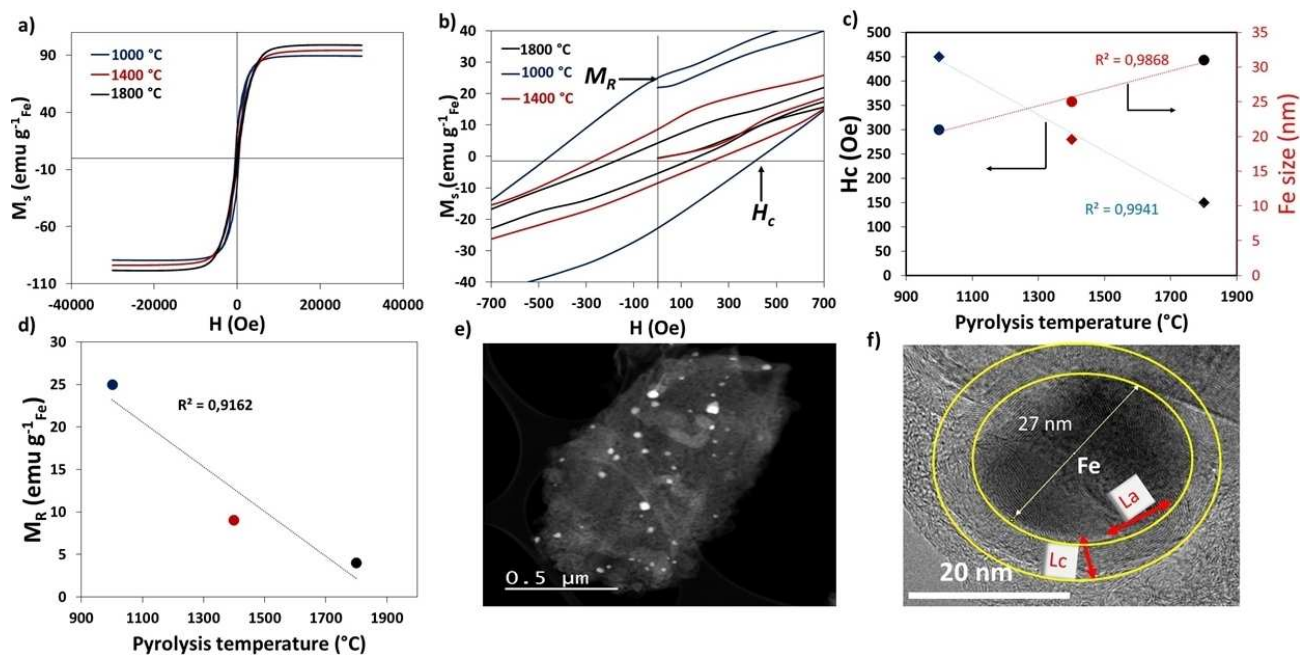 a)
1000 °C
1400 °C
1800 °C
Ms (emu g-1Fe)
90
40
-10
-60
-110
-40000 -20000 0 20000 40000
H (Oe)
b)
1800 °C
1000 °C
1400 °C
MR
Hc
Ms (emu g-1Fe)
40
30
20
10
0
-10
-20
-30
-40
-700 -500 -300 -100 100 300 500 700
H (Oe)
c)
Hc (Oe)
500
450
400
350
300
250
200
150
100
50
0
R² = 0,9868
R² = 0,9941
35
30
25
20
15
10
5
0
Fe size (nm)
900 1100 1300 1500 1700 1900
Pyrolysis temperature (°C)
d)
MR (emu g-1Fe)
30
25
20
15
10
5
0
R² = 0,9162
900 1100 1300 1500 1700 1900
Pyrolysis temperature (°C)
e)
0.5 µm
f)
27 nm
Fe
La
Lc
20 nm